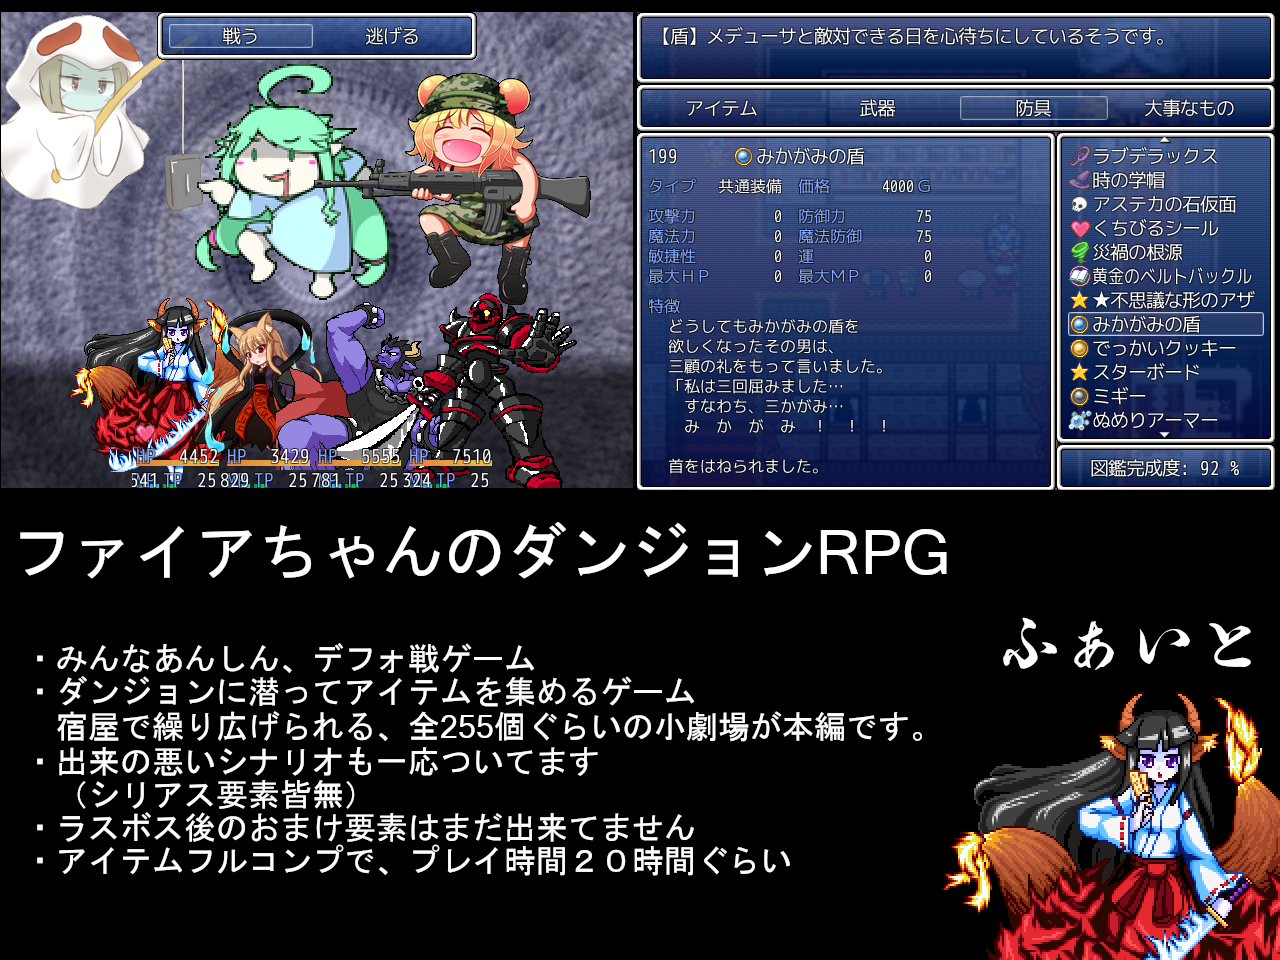 戦う 逃げる
HP 4452 HP 3429 HP 5555 HP 7510
541 TP 25 829 TP 25 781 TP 25 324 TP 25
【盾】メデューサと敵対できる日を心待ちにしているそうです。
アイテム 武器 防具 大事なもの
199 みかがみの盾
タイプ 共通装備 価格 4000G
攻撃力 0 防御力 75
魔法力 0 魔法防御 75
敏捷性 0 運 0
最大HP 0 最大MP 0
特徴
どうしてもみかがみの盾を
欲しくなったその男は、
三顧の礼をもって言いました。
「私は三回屈みました…
すなわち、三かがみ…
み か が み ！ ！ ！
首をはねられました。
ラブデラックス
時の学帽
アステカの石仮面
くちびるシール
災禍の根源
黄金のベルトバックル
★不思議な形のアザ
みかがみの盾
でっかいクッキー
スターボード
ミギー
ぬめりアーマー
図鑑完成度: 92 %
ファイアちゃんのダンジョンRPG
ふぁいと
・みんなあんしん、デフォ戦ゲーム
・ダンジョンに潜ってアイテムを集めるゲーム
宿屋で繰り広げられる、全255個ぐらいの小劇場が本編です。
・出来の悪いシナリオも一応ついてます
（シリアス要素皆無）
・ラスボス後のおまけ要素はまだ出来てません
・アイテムフルコンプで、プレイ時間２０時間ぐらい